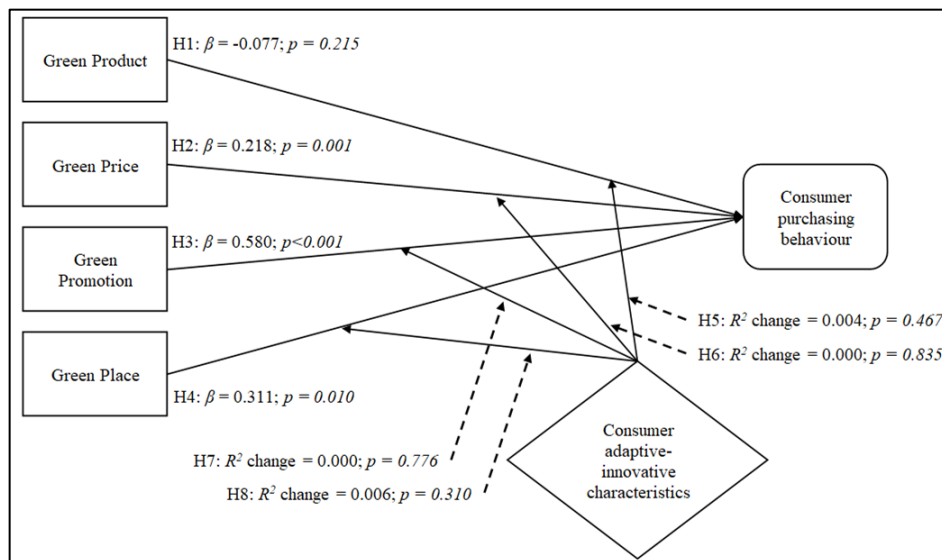 Green Product
H1: β = -0.077; p = 0.215
Green Price
H2: β = 0.218; p = 0.001
Green
Promotion
H3: β = 0.580; p<0.001
Green Place
H4: β = 0.311; p = 0.010
Consumer
purchasing
behaviour
H5: R² change = 0.004; p = 0.467
H6: R² change = 0.000; p = 0.835
H7: R² change = 0.000; p = 0.776
H8: R² change = 0.006; p = 0.310
Consumer
adaptive-
innovative
characteristics